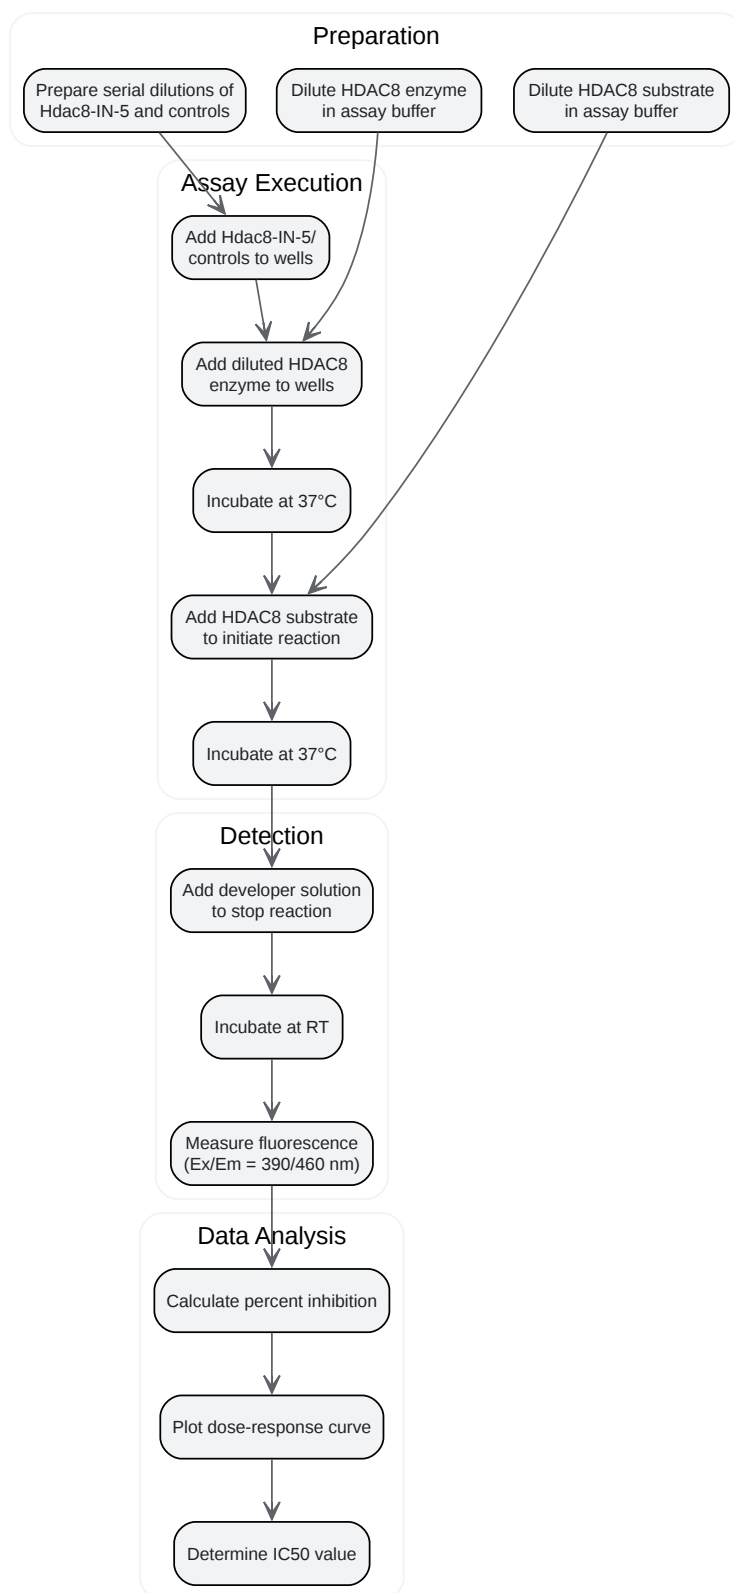 Preparation
Prepare serial dilutions of
Hdac8-IN-5 and controls
Dilute HDAC8 enzyme
in assay buffer
Dilute HDAC8 substrate
in assay buffer
Assay Execution
Add Hdac8-IN-5/
controls to wells
Add diluted HDAC8
enzyme to wells
Incubate at 37°C
Add HDAC8 substrate
to initiate reaction
Incubate at 37°C
Detection
Add developer solution
to stop reaction
Incubate at RT
Measure fluorescence
(Ex/Em = 390/460 nm)
Data Analysis
Calculate percent inhibition
Plot dose-response curve
Determine IC50 value